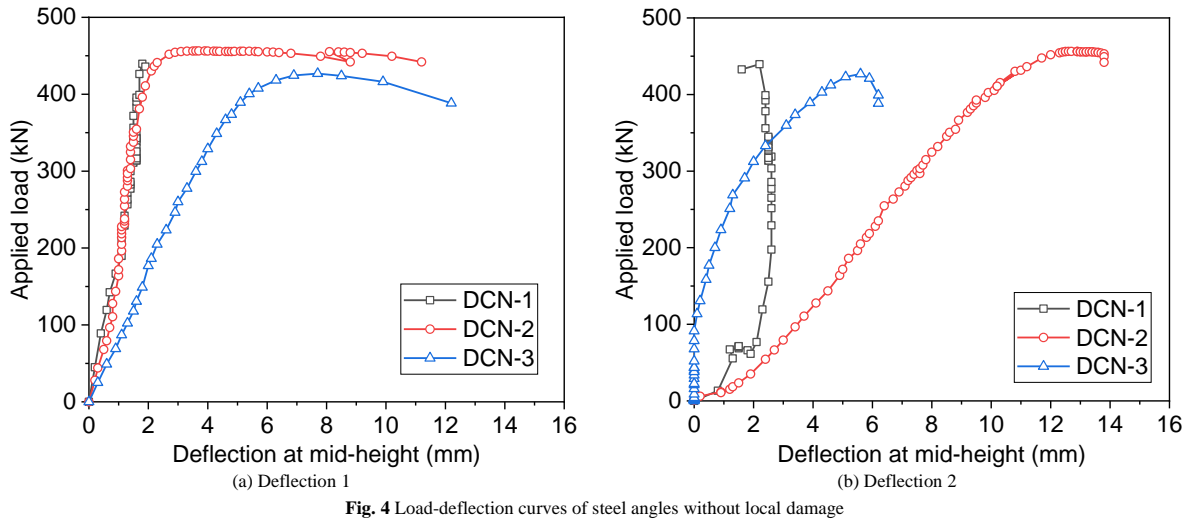 500
400
300
200
100
0
Applied load (kN)
DCN-1
DCN-2
DCN-3
0 2 4 6 8 10 12 14 16
Deflection at mid-height (mm)
(a) Deflection 1
500
400
300
200
100
0
Applied load (kN)
DCN-1
DCN-2
DCN-3
0 2 4 6 8 10 12 14 16
Deflection at mid-height (mm)
(b) Deflection 2
Fig. 4 Load-deflection curves of steel angles without local damage